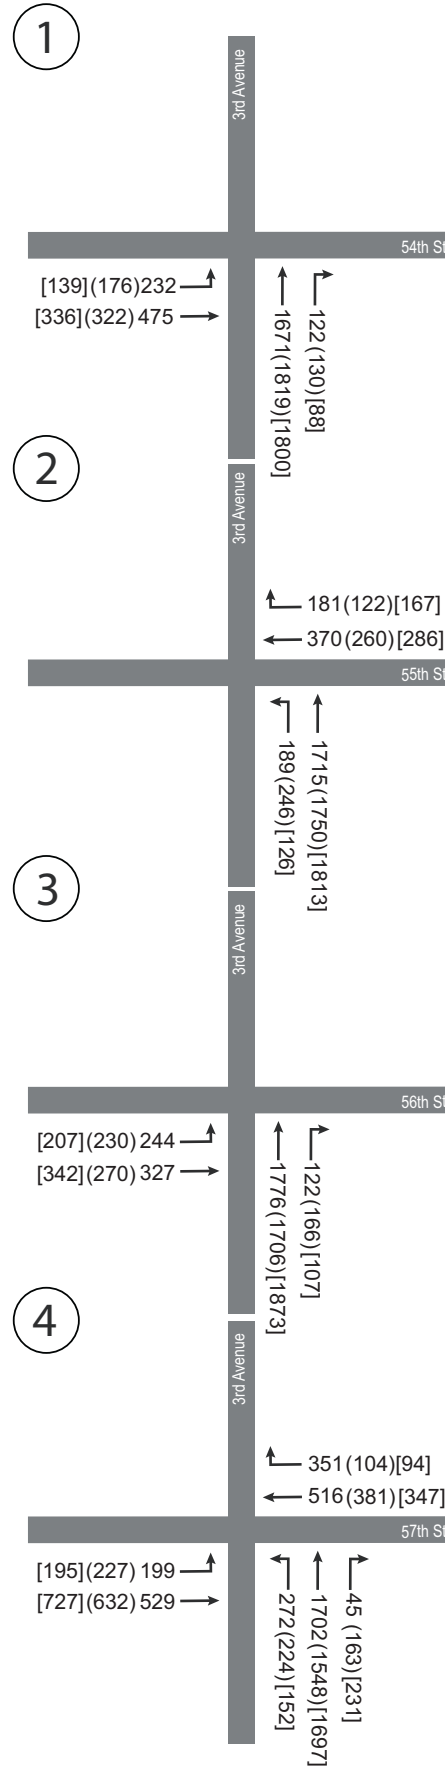 1
3rd Avenue
54th St
[139](176)232
[336](322) 475
1671(1819)[1800]
122(130)[88]
2
3rd Avenue
181(122)[167]
370(260)[286]
55th St
189(246)[126]
1715(1750)[1813]
3
3rd Avenue
56th St
[207](230) 244
[342](270) 327
1776(1706)[1873]
122(166)[107]
4
3rd Avenue
351(104)[94]
516(381)[347]
57th St
[195](227) 199
[727](632) 529
272(224)[152]
1702(1548)[1697]
45 (163)[231]